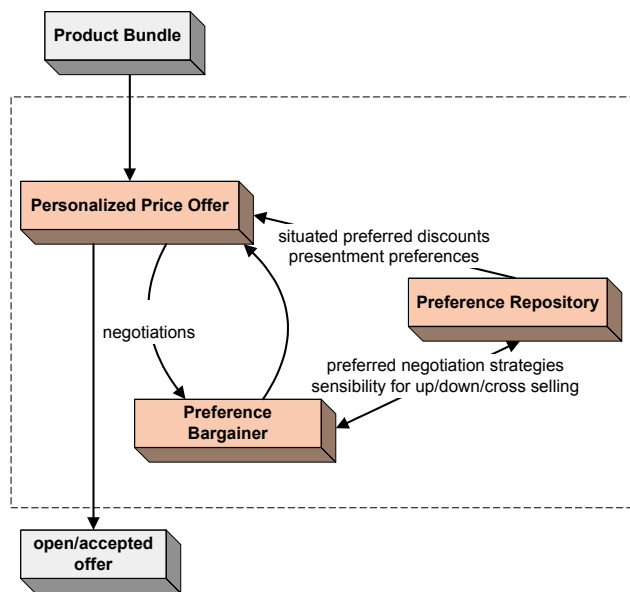 Product Bundle
Personalized Price Offer
situated preferred discounts
presentment preferences
Preference Repository
negotiations
preferred negotiation strategies
sensibility for up/down/cross selling
Preference
Bargainer
open/accepted
offer